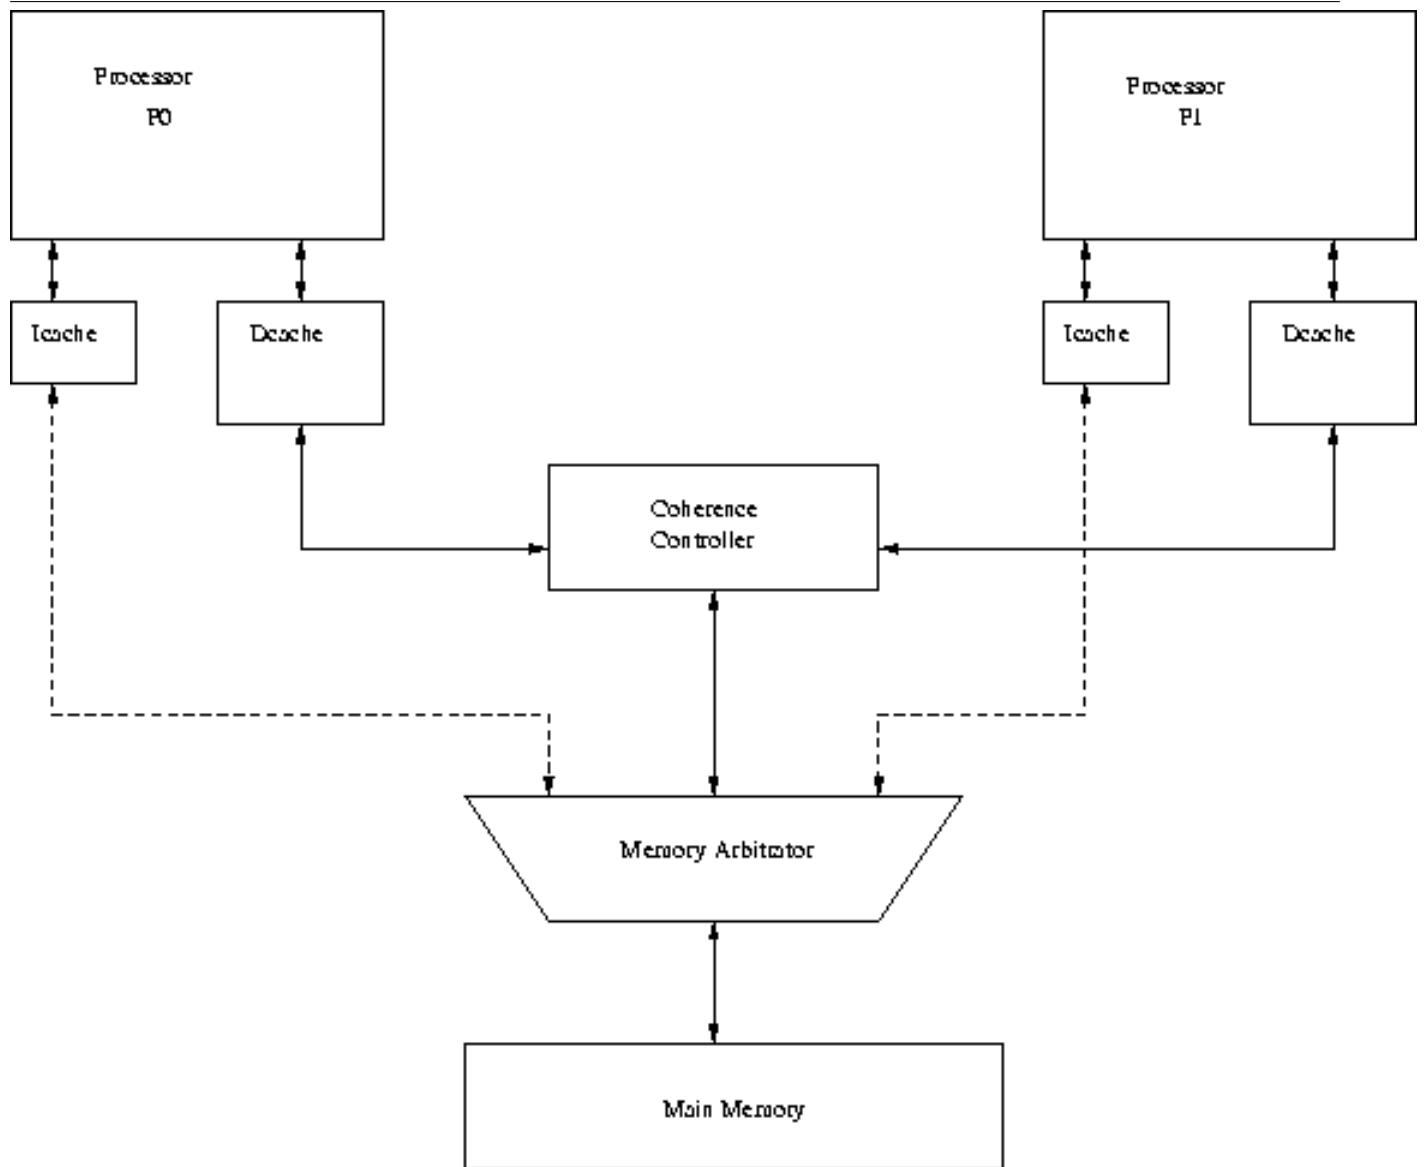 Processor
P0
Processor
P1
Icache
Dcache
Icache
Dcache
Coherence
Controller
Memory Arbitrator
Main Memory